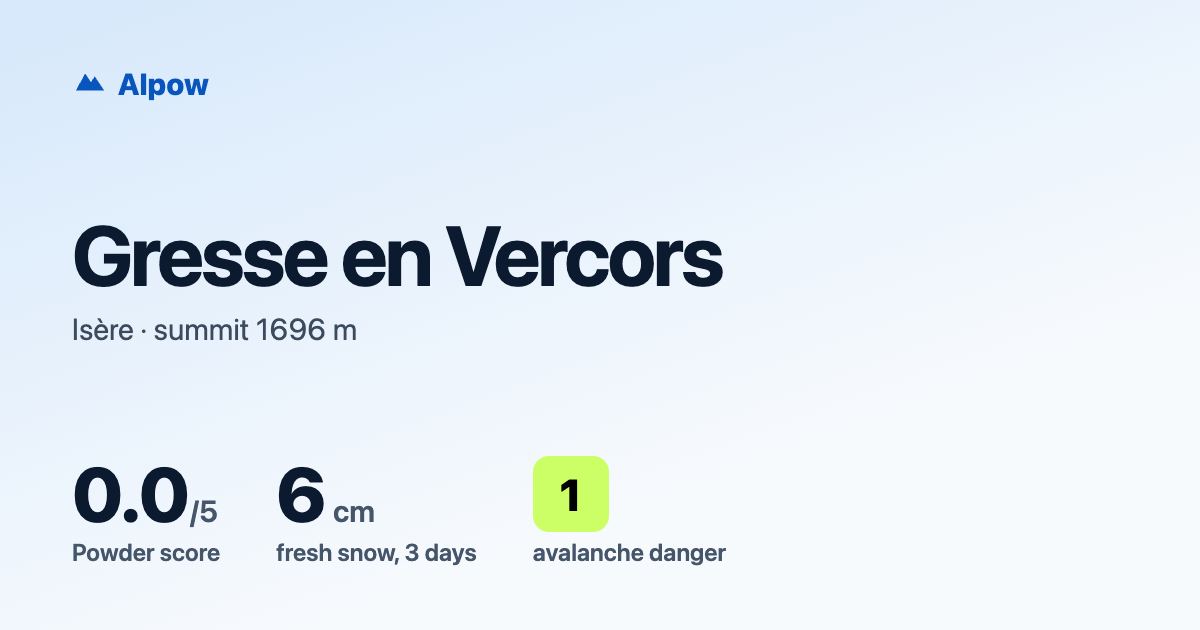 Alpow
Gresse en Vercors
Isère · summit 1696 m
0.0/5
Powder score
6 cm
fresh snow, 3 days
1
avalanche danger